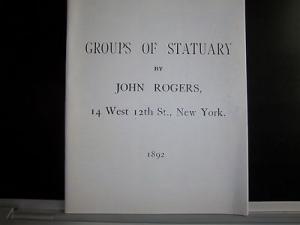 GROUPS OF STATUARY
BY
JOHN ROGERS,
14 West 12th St., New York.
1892